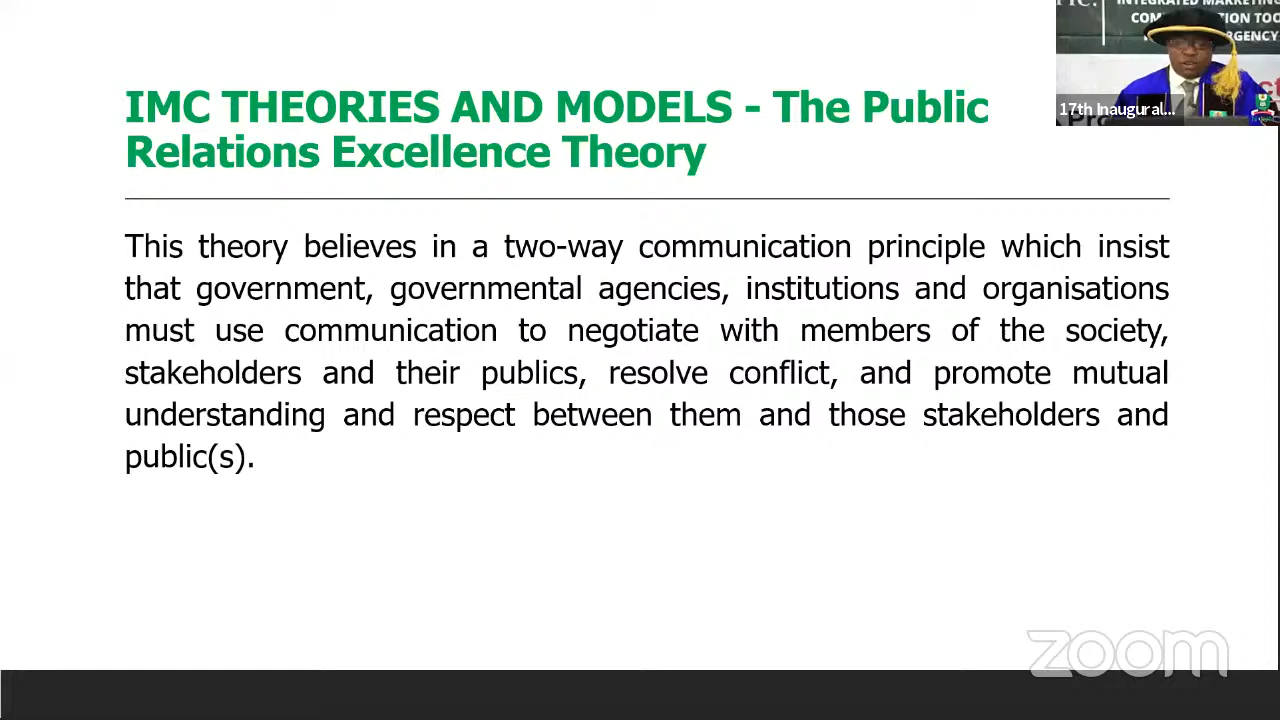 IMC THEORIES AND MODELS - The Public
Relations Excellence Theory
This theory believes in a two-way communication principle which insist
that government, governmental agencies, institutions and organisations
must use communication to negotiate with members of the society,
stakeholders and their publics, resolve conflict, and promote mutual
understanding and respect between them and those stakeholders and
public(s).
INTEGRATED MARKETING
17th Inaugural...
zoom